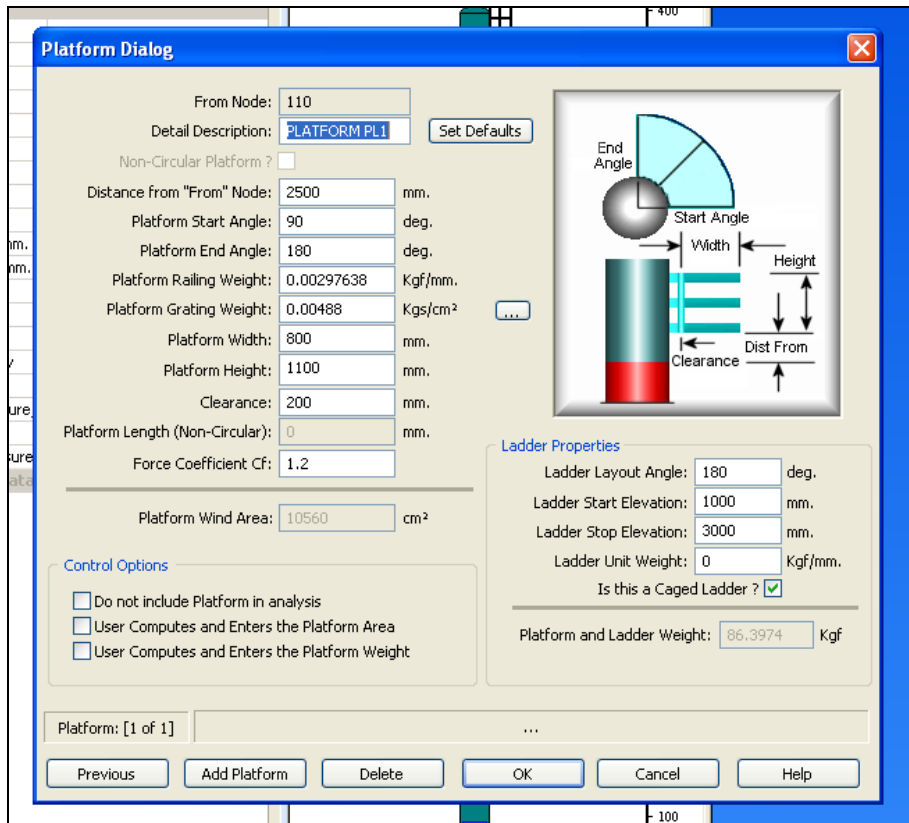 400
Platform Dialog
From Node: 110
Detail Description: PLATFORM PL1 Set Defaults
Non-Circular Platform ?
Distance from "From" Node: 2500 mm.
Platform Start Angle: 90 deg.
Platform End Angle: 180 deg.
Platform Railing Weight: 0.00297638 Kgf/mm.
Platform Grating Weight: 0.00488 Kgs/cm² ...
Platform Width: 800 mm.
Platform Height: 1100 mm.
Clearance: 200 mm.
Platform Length (Non-Circular): 0 mm.
Force Coefficient Cf: 1.2
Platform Wind Area: 10560 cm²
End
Angle
Start Angle
Width
Height
Dist From
Clearance
Control Options
Do not include Platform in analysis
User Computes and Enters the Platform Area
User Computes and Enters the Platform Weight
Ladder Properties
Ladder Layout Angle: 180 deg.
Ladder Start Elevation: 1000 mm.
Ladder Stop Elevation: 3000 mm.
Ladder Unit Weight: 0 Kgf/mm.
Is this a Caged Ladder ?
Platform and Ladder Weight: 86.3974 Kgf
Platform: [1 of 1] ...
Previous Add Platform Delete OK Cancel Help
100